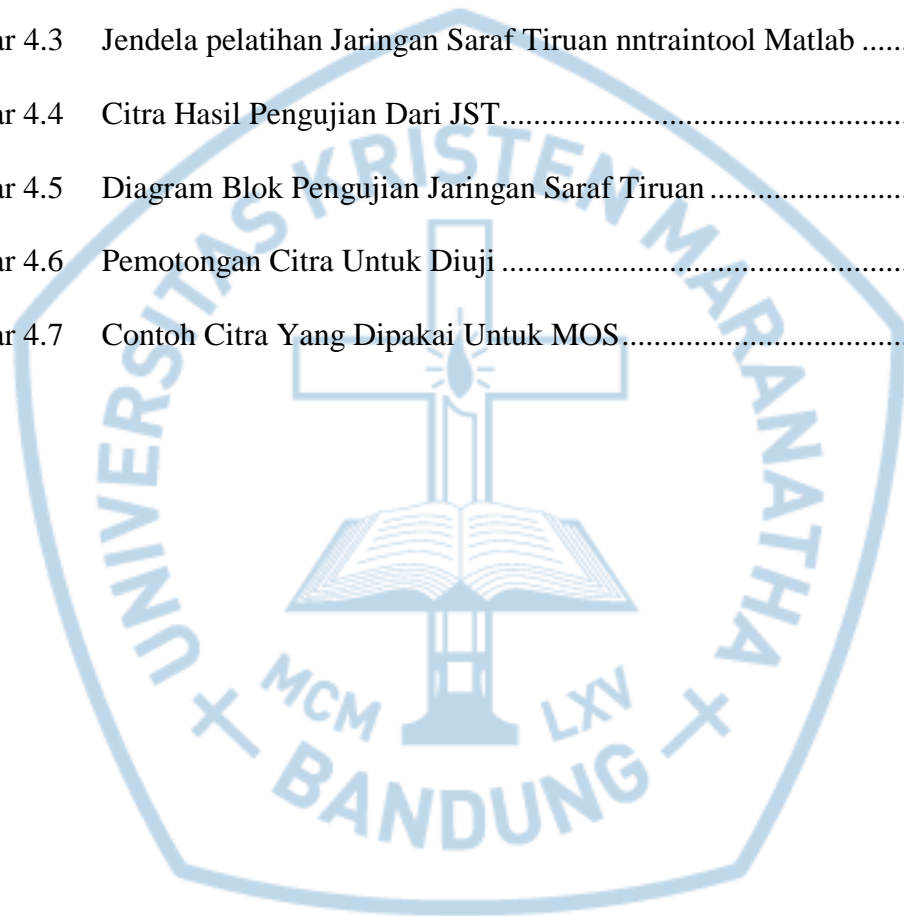 ar 4.3 Jendela pelatihan Jaringan Saraf Tiruan nntraintool Matlab ......
ar 4.4 Citra Hasil Pengujian Dari JST..................................................
ar 4.5 Diagram Blok Pengujian Jaringan Saraf Tiruan ........................
ar 4.6 Pemotongan Citra Untuk Diuji ..................................................
ar 4.7 Contoh Citra Yang Dipakai Untuk MOS...................................
UNIVERSITAS KRISTEN MARANATHA
MCM LXV
BANDUNG